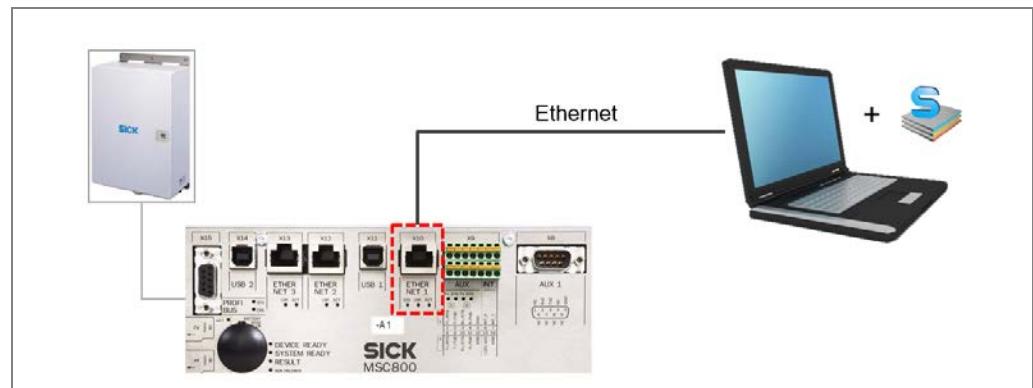 Ethernet
+
S
SICK
X15
X14
X13
X12
X11
X10
X9
X8
USB 2
ETHER
NET 3
ETHER
NET 2
USB 1
ETHER
NET 1
AUX
INT
AUX 1
PROFI
BUS
-A1
DEVICE READY
SYSTEM READY
RESULT
SICK
MSC800